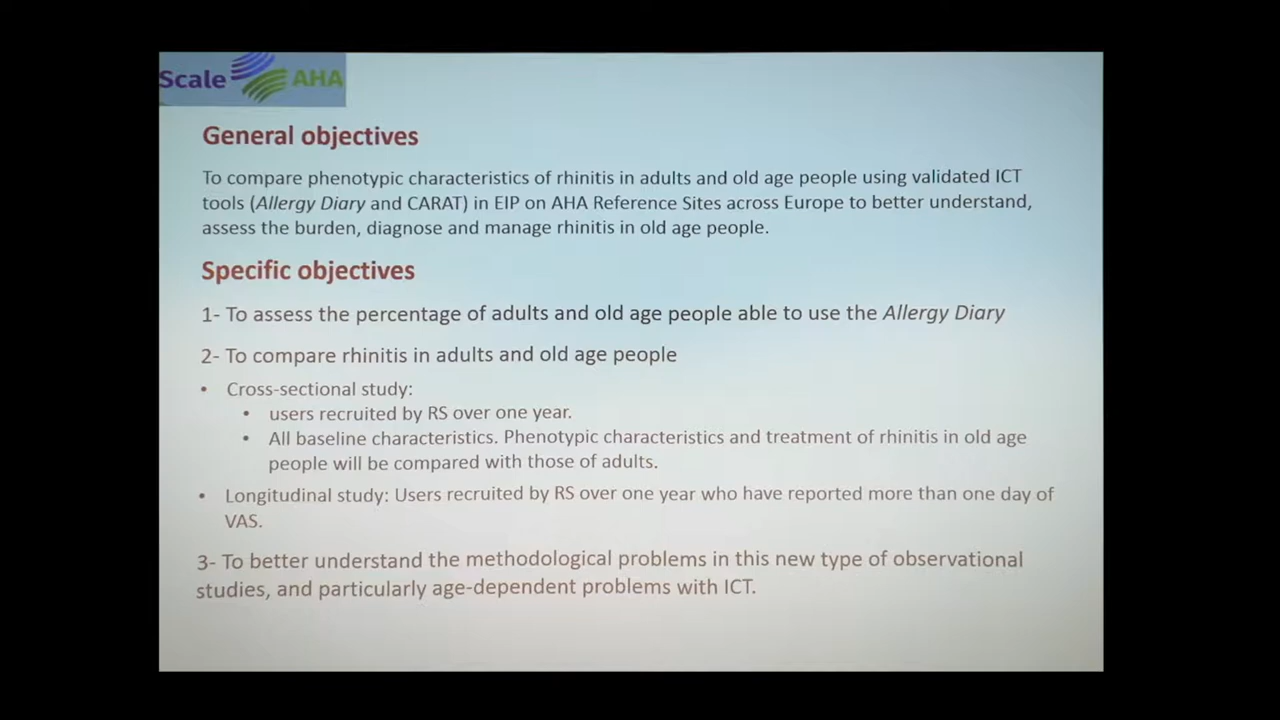 Scale AHA
General objectives
To compare phenotypic characteristics of rhinitis in adults and old age people using validated ICT
tools (Allergy Diary and CARAT) in EIP on AHA Reference Sites across Europe to better understand,
assess the burden, diagnose and manage rhinitis in old age people.
Specific objectives
1- To assess the percentage of adults and old age people able to use the Allergy Diary
2- To compare rhinitis in adults and old age people
• Cross-sectional study:
• users recruited by RS over one year.
• All baseline characteristics. Phenotypic characteristics and treatment of rhinitis in old age
people will be compared with those of adults.
• Longitudinal study: Users recruited by RS over one year who have reported more than one day of
VAS.
3- To better understand the methodological problems in this new type of observational
studies, and particularly age-dependent problems with ICT.